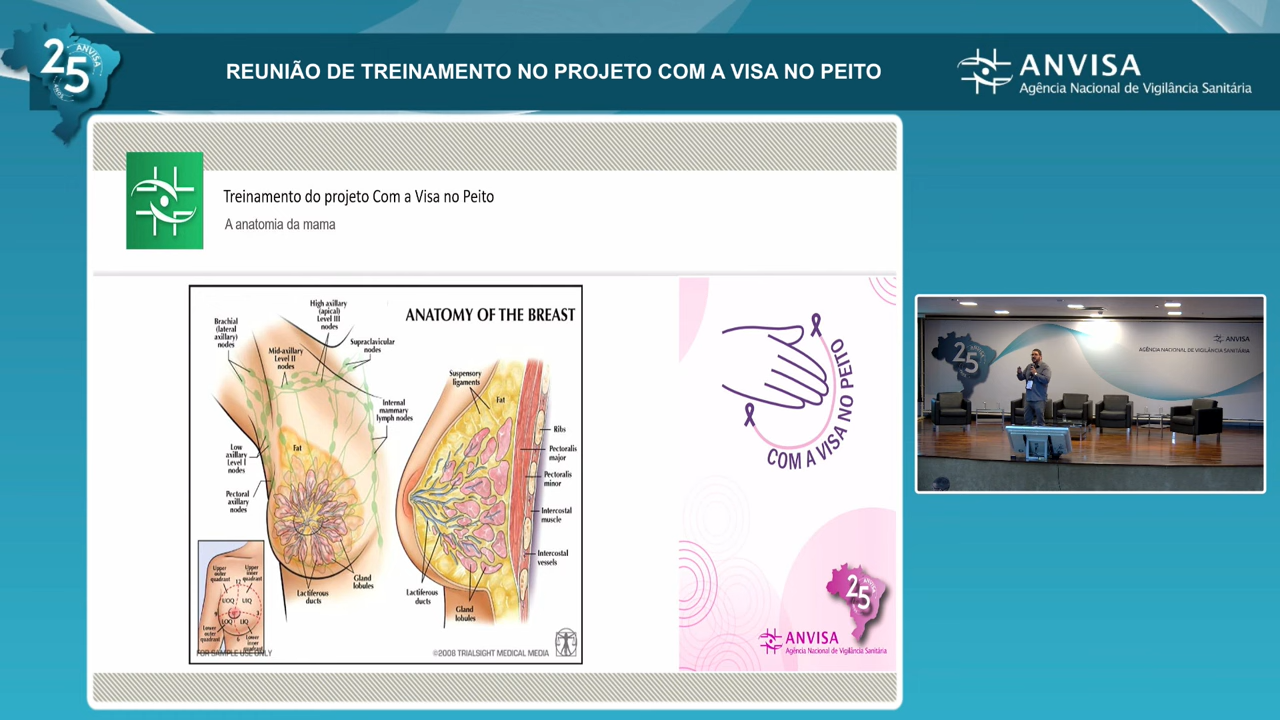 25
ANVISA
ANOS
REUNIÃO DE TREINAMENTO NO PROJETO COM A VISA NO PEITO
ANVISA
Agência Nacional de Vigilância Sanitária
Treinamento do projeto Com a Visa no Peito
A anatomia da mama
ANATOMY OF THE BREAST
High axillary
(apical)
Level III
nodes
Brachial
(lateral
axillary)
nodes
Mid-axillary
Level II
nodes
Supraclavicular
nodes
Internal
mammary
lymph nodes
Fat
Low
axillary
Level I
nodes
Pectoral
axillary
nodes
Gland
lobules
Lactiferous
ducts
Suspensory
ligaments
Fat
Ribs
Pectoralis
major
Pectoralis
minor
Intercostal
muscle
Intercostal
vessels
Lactiferous
ducts
Gland
lobules
Upper
outer
quadrant
Upper
inner
quadrant
12
UOQ
UIQ
9
3
LOQ
LIQ
6
Lower
outer
quadrant
Lower
inner
quadrant
FOR SAMPLE USE ONLY
©2008 TRIALSIGHT MEDICAL MEDIA
COM A VISA NO PEITO
25
ANVISA
ANVISA
Agência Nacional de Vigilância Sanitária
25
ANVISA
AGÊNCIA NACIONAL DE VIGILÂNCIA SANITÁRIA